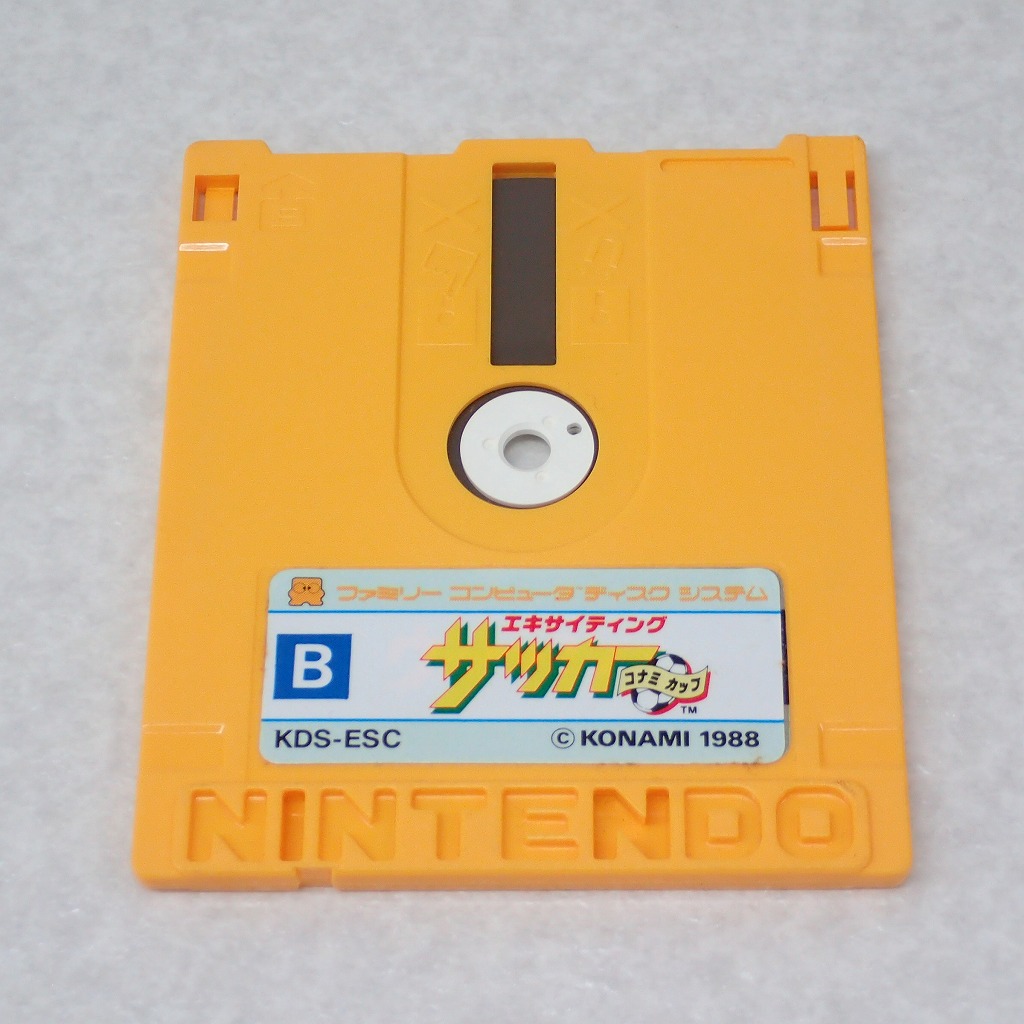 ファミリー コンピュータ ディスク システム
B
エキサイティング
サッカー
コナミ カップ
TM
KDS-ESC
© KONAMI 1988
NINTENDO